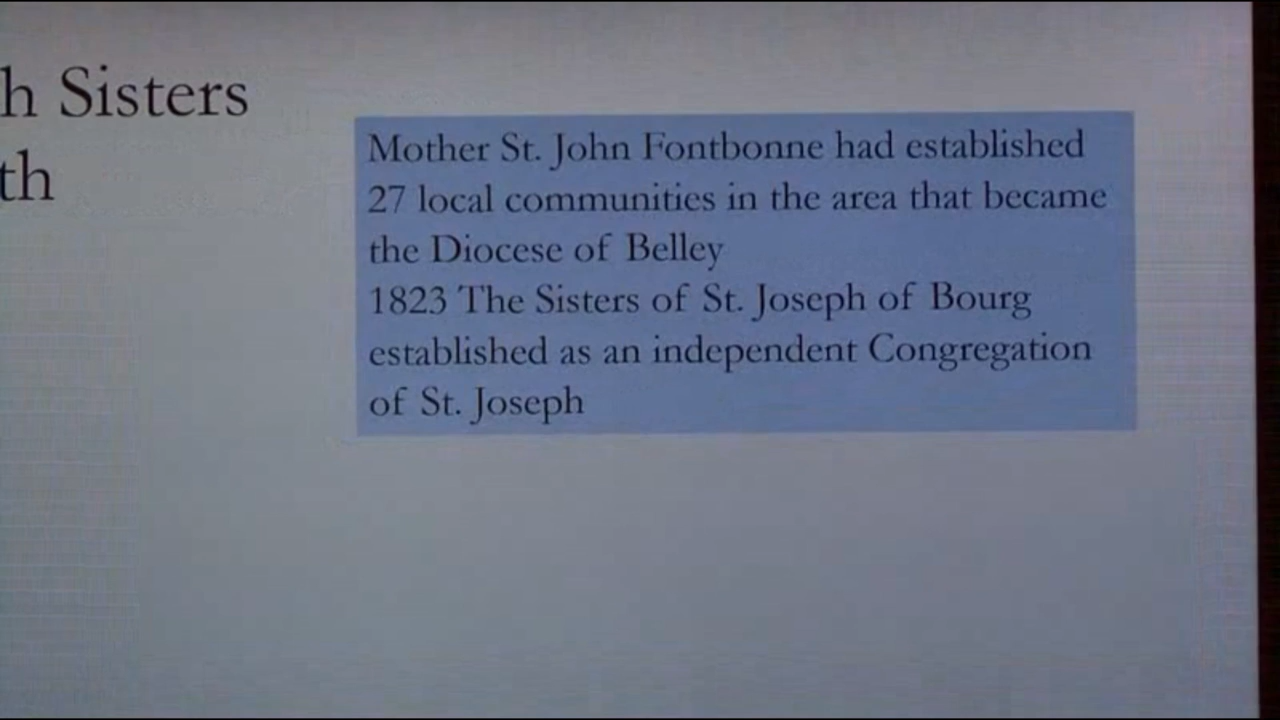 h Sisters
th
Mother St. John Fontbonne had established
27 local communities in the area that became
the Diocese of Belley
1823 The Sisters of St. Joseph of Bourg
established as an independent Congregation
of St. Joseph